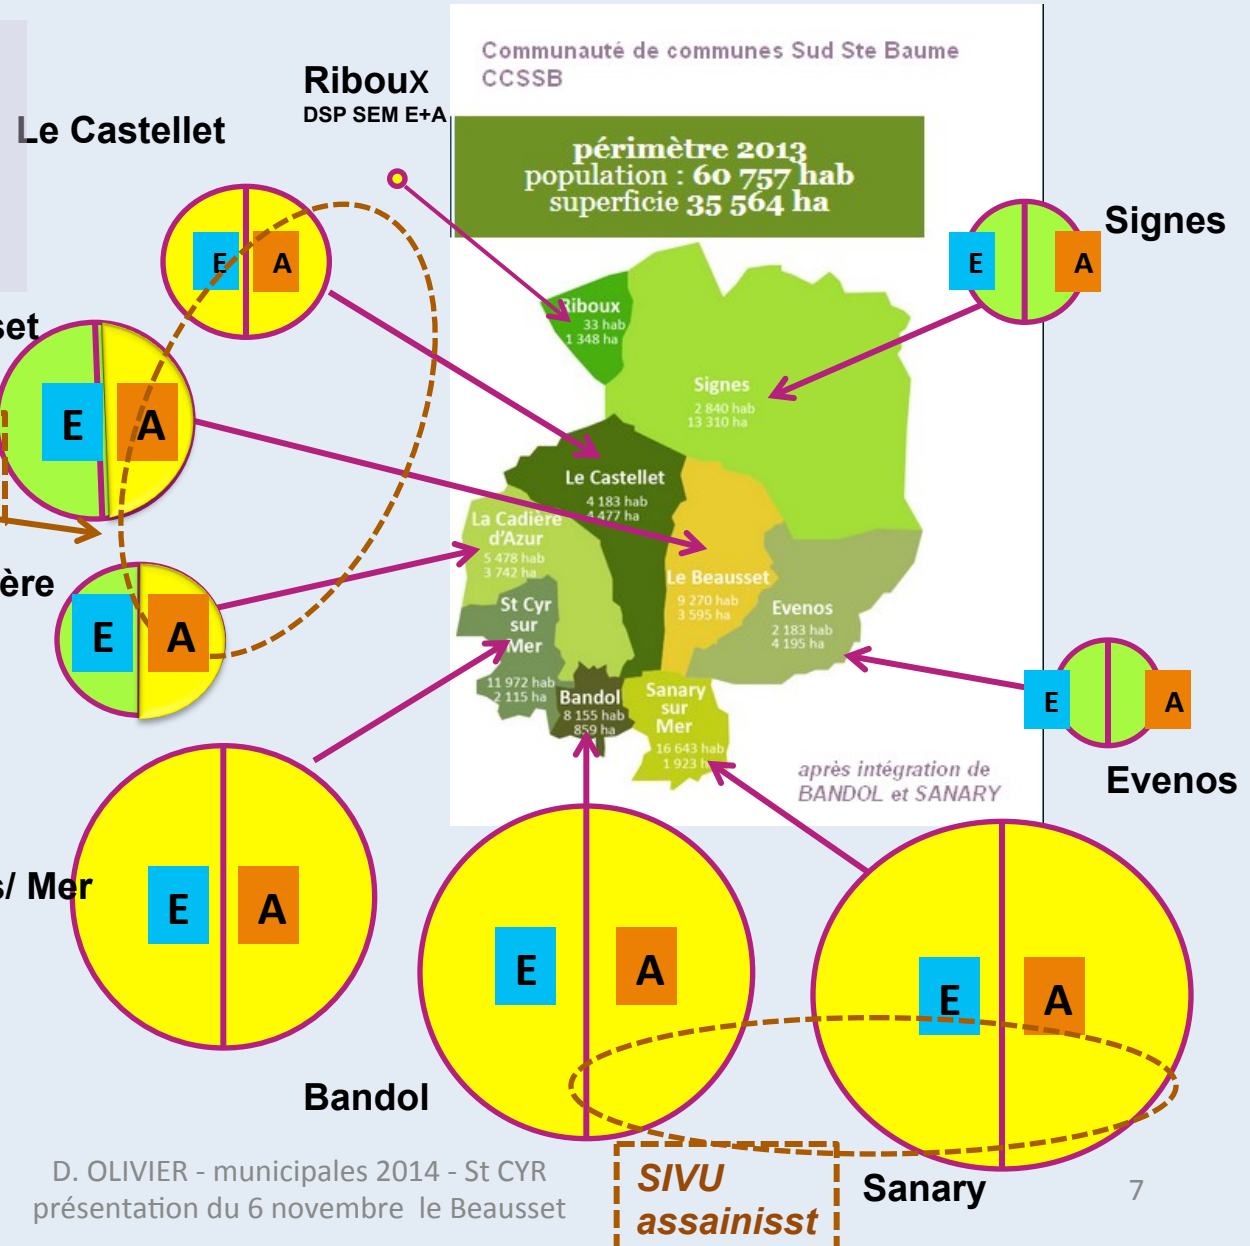 Communauté de communes Sud Ste Baume
CCSSB
Riboux
DSP SEM E+A
Le Castellet
périmètre 2013
population : 60 757 hab
superficie 35 564 ha
Signes
E A
E A
Riboux
33 hab
1 348 ha
set
Signes
2 840 hab
13 310 ha
E A
Le Castellet
4 183 hab
4 477 ha
La Cadière
d'Azur
5 478 hab
3 742 ha
ère
Le Beausset
9 270 hab
3 595 ha
St Cyr
sur
Mer
11 972 hab
2 115 ha
Evenos
2 183 hab
4 195 ha
E A
Bandol
8 155 hab
859 ha
Sanary
sur
Mer
16 643 hab
1 923 h
E A
Evenos
après intégration de
BANDOL et SANARY
s/ Mer
E A
E A
E A
Bandol
D. OLIVIER - municipales 2014 - St CYR
présentation du 6 novembre le Beausset
SIVU
assainisst
Sanary
7